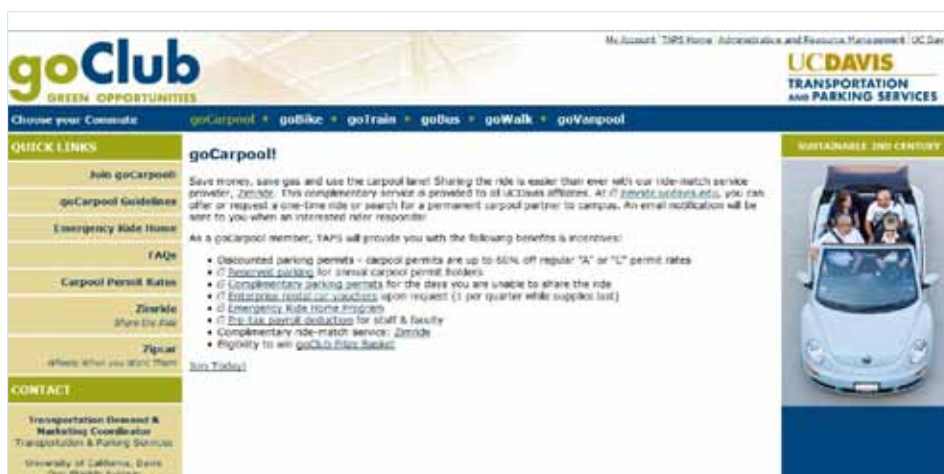 My Account TAPS Home Administrative and Resource Management UC Dav
goClub
GREEN OPPORTUNITIES
UCDAVIS
TRANSPORTATION
AND PARKING SERVICES
Choose your Commute goCarpool • goBike • goTrain • goBus • goWalk • goVanpool
QUICK LINKS
Join goCarpool!
goCarpool Guidelines
Emergency Ride Home
FAQs
Carpool Permit Rates
Zimride
Share the Ride
Zipcar
Wheels When you Want Them
CONTACT
Transportation Demand &
Marketing Coordinator
Transportation & Parking Services
University of California, Davis
goCarpool!
Save money, save gas and use the carpool lane! Sharing the ride is easier than ever with our ride-match service
provider, Zimride. This complimentary service is provided to all UCDavis affiliates. At zimride.ucdavis.edu, you can
offer or request a one-time ride or search for a permanent carpool partner to campus. An email notification will be
sent to you when an interested rider responds!
As a goCarpool member, TAPS will provide you with the following benefits & incentives:
• Discounted parking permits - carpool permits are up to 60% off regular "A" or "C" permit rates
• Reserved parking for annual carpool permit holders
• Complimentary parking permits for the days you are unable to share the ride
• Enterprise rental car vouchers upon request (1 per quarter while supplies last)
• Emergency Ride Home Program
• Pre-tax payroll deduction for staff & faculty
• Complimentary ride-match service: Zimride
• Eligibility to win goClub Prize Basket
Join Today!
SUSTAINABLE 2ND CENTURY